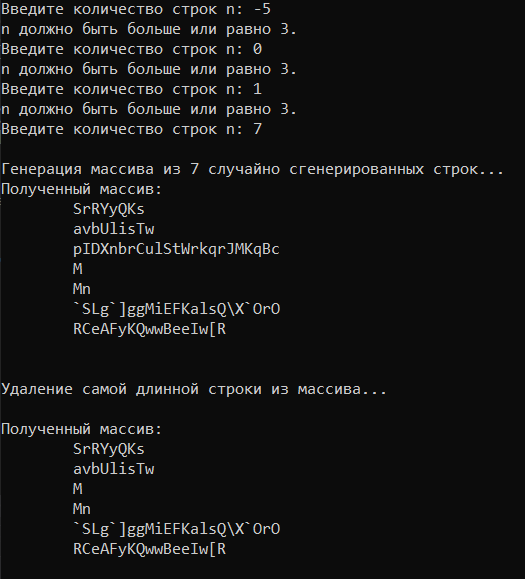 Введите количество строк n: -5
n должно быть больше или равно 3.
Введите количество строк n: 0
n должно быть больше или равно 3.
Введите количество строк n: 1
n должно быть больше или равно 3.
Введите количество строк n: 7
Генерация массива из 7 случайно сгенерированных строк...
Полученный массив:
SrRYyQKs
avbUlisTw
pIDXnbrCulStWrkqrJMKqBc
M
Mn
`SLg`]ggMiEFKalsQ\X`OrO
RCeAFyKQwwBeeIw[R
Удаление самой длинной строки из массива...
Полученный массив:
SrRYyQKs
avbUlisTw
M
Mn
`SLg`]ggMiEFKalsQ\X`OrO
RCeAFyKQwwBeeIw[R